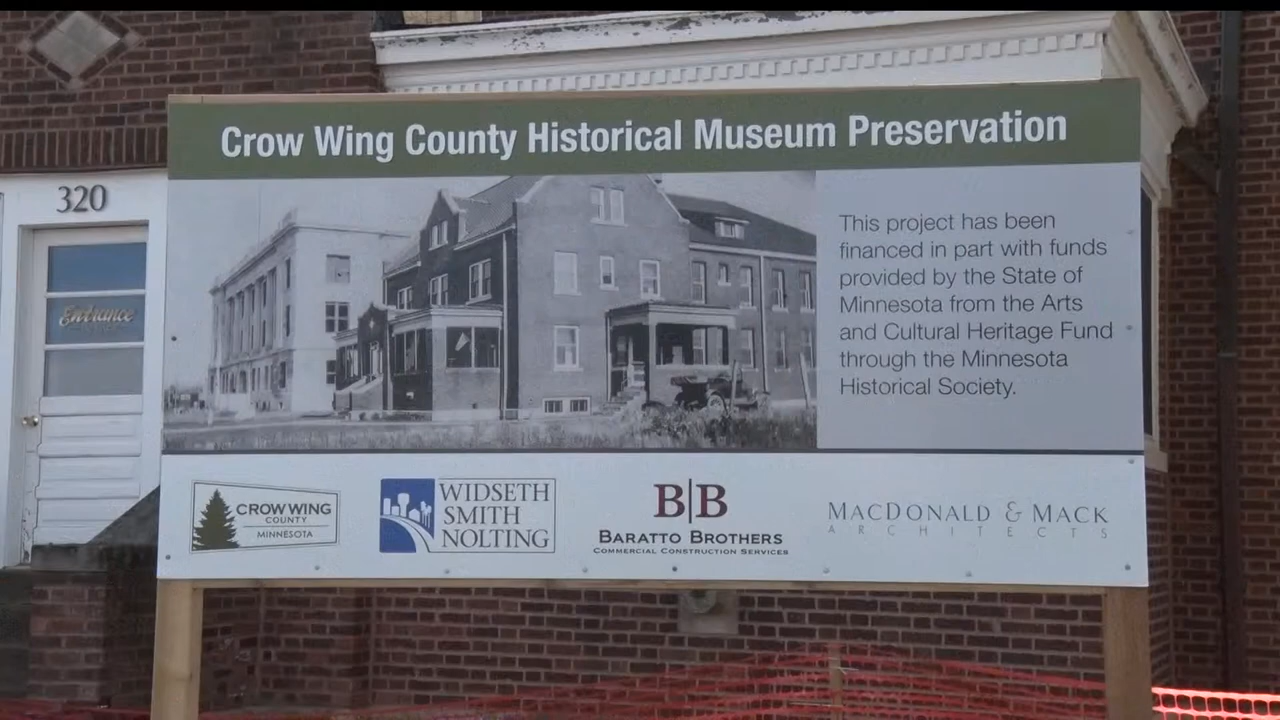 Crow Wing County Historical Museum Preservation
320
Entrance
This project has been
financed in part with funds
provided by the State of
Minnesota from the Arts
and Cultural Heritage Fund
through the Minnesota
Historical Society.
CROW WING
COUNTY
MINNESOTA
WIDSETH
SMITH
NOLTING
B|B
BARATTO BROTHERS
COMMERCIAL CONSTRUCTION SERVICES
MACDONALD & MACK
ARCHITECTS